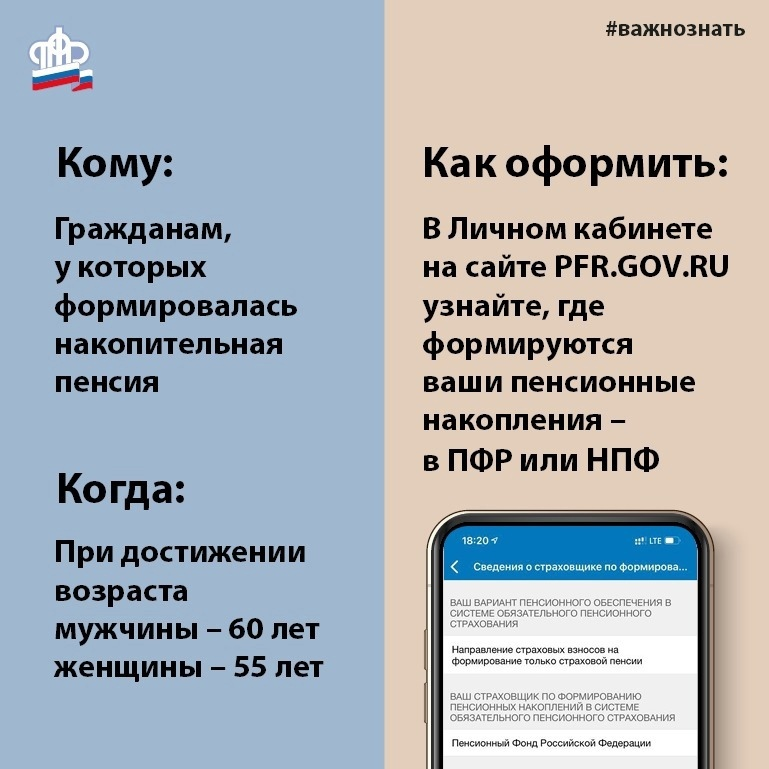 #важнознать
Кому:
Гражданам,
у которых
формировалась
накопительная
пенсия
Когда:
При достижении
возраста
мужчины – 60 лет
женщины – 55 лет
Как оформить:
В Личном кабинете
на сайте PFR.GOV.RU
узнайте, где
формируются
ваши пенсионные
накопления –
в ПФР или НПФ
18:20
LTE
Сведения о страховщике по формирова...
ВАШ ВАРИАНТ ПЕНСИОННОГО ОБЕСПЕЧЕНИЯ В
СИСТЕМЕ ОБЯЗАТЕЛЬНОГО ПЕНСИОННОГО
СТРАХОВАНИЯ
Направление страховых взносов на
формирование только страховой пенсии
ВАШ СТРАХОВЩИК ПО ФОРМИРОВАНИЮ
ПЕНСИОННЫХ НАКОПЛЕНИЙ В СИСТЕМЕ
ОБЯЗАТЕЛЬНОГО ПЕНСИОННОГО СТРАХОВАНИЯ
Пенсионный Фонд Российской Федерации